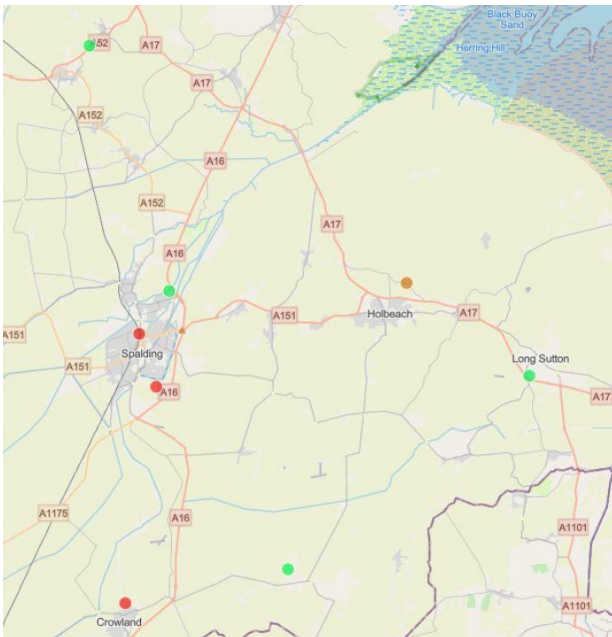 Black Buoy
Sand
A52
A17
Herring Hill
A17
A152
A16
A152
A17
A16
A151
Holbeach
A17
A151
Spalding
Long Sutton
A151
A16
A17
A1175
A16
A1101
Crowland
A1101